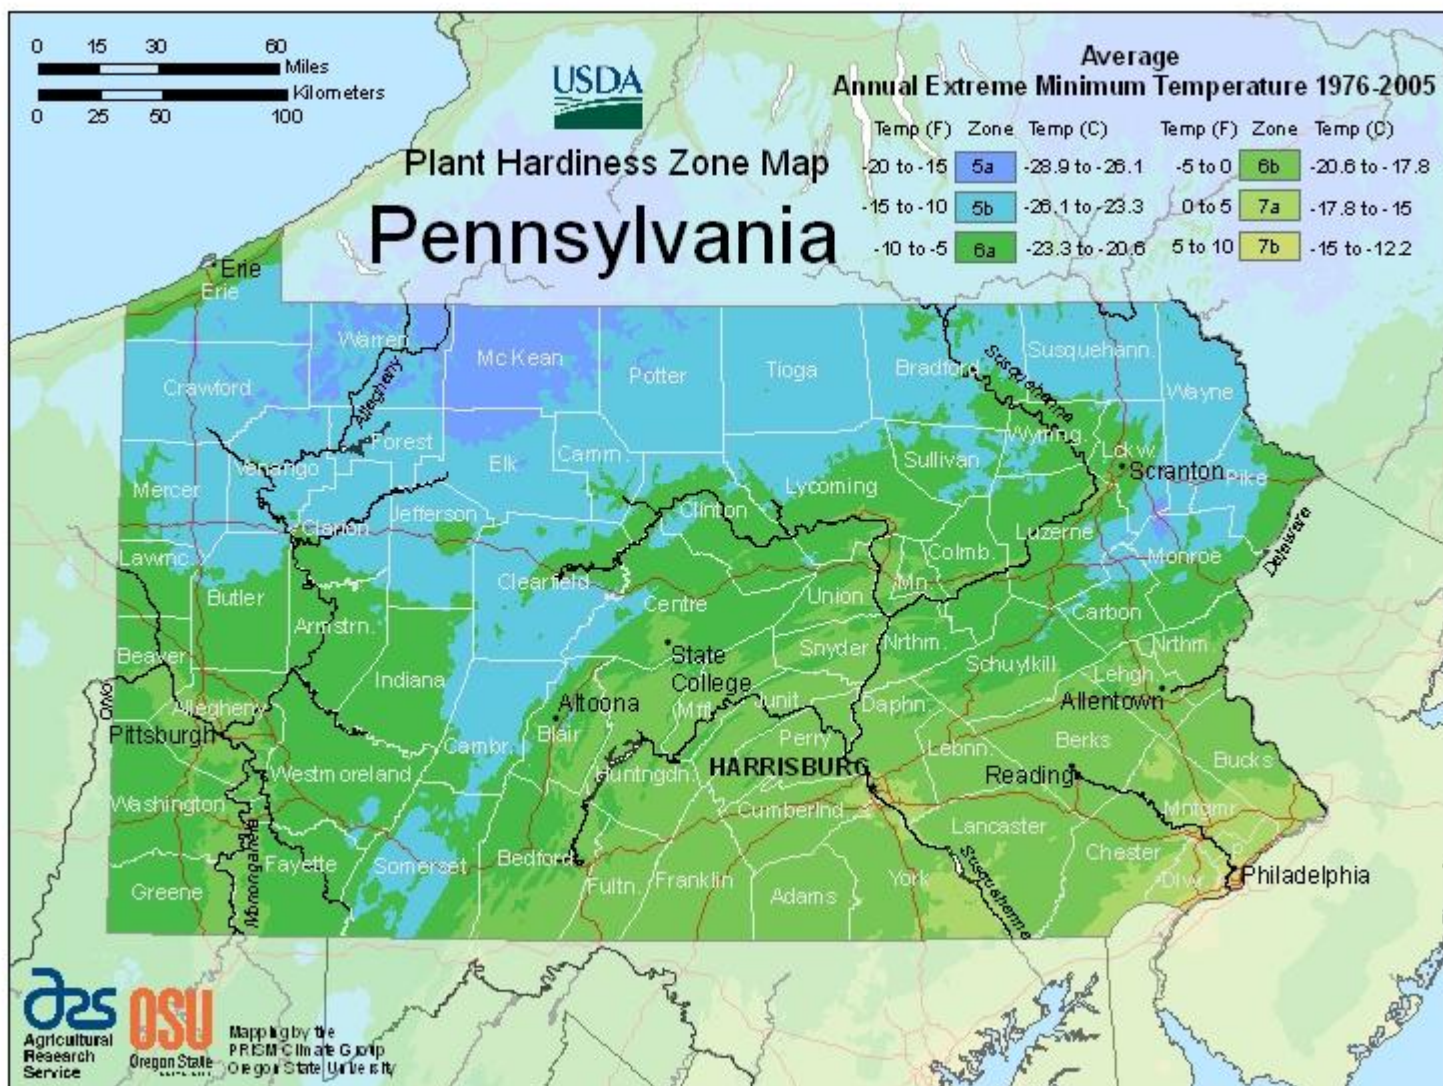 0 15 30 60
Miles
Kilometers
0 25 50 100
USDA
Plant Hardiness Zone Map
Pennsylvania
Average
Annual Extreme Minimum Temperature 1976-2005
Temp (F) Zone Temp (C) Temp (F) Zone Temp (C)
-20 to -15 5a -28.9 to -26.1 -5 to 0 6b -20.6 to -17.8
-15 to -10 5b -26.1 to -23.3 0 to 5 7a -17.8 to -15
-10 to -5 6a -23.3 to -20.6 5 to 10 7b -15 to -12.2
Erie
Erie
Warren
McKean
Potter
Tioga
Bradford
Susquehanna
Susquehann.
Wayne
Crawford
Allegheny
Forest
Venango
Elk
Camrn.
Sullivan
Wymng.
Lckw.
Scranton
Pike
Mercer
Clarion
Jefferson
Clinton
Lycoming
Luzerne
Lawnc.
Clearfield
Colmb.
Monroe
Delaware
Butler
Armstrn.
Centre
Union
Mn.
Carbon
Beaver
Indiana
State
College
Snyder
Nrthm.
Schuylkill
Nrthm.
Lehgh.
Ohio
Allegheny
Altoona
Mffl.
Junit.
Daphn.
Allentown
Pittsburgh
Cambr.
Blair
Perry
Lebnn.
Berks
Westmoreland
Huntngdn.
HARRISBURG
Reading
Bucks
Washington
Cumberlnd.
Lancaster
Mntgmr.
Monongahela
Fayette
Somerset
Bedford
Fultn.
Franklin
Adams
York
Susquehanna
Chester
Dlwr.
P.
Philadelphia
Greene
ars
Agricultural
Research
Service
OSU
Oregon State
Mapping by the
PRISM Climate Group
Oregon State University